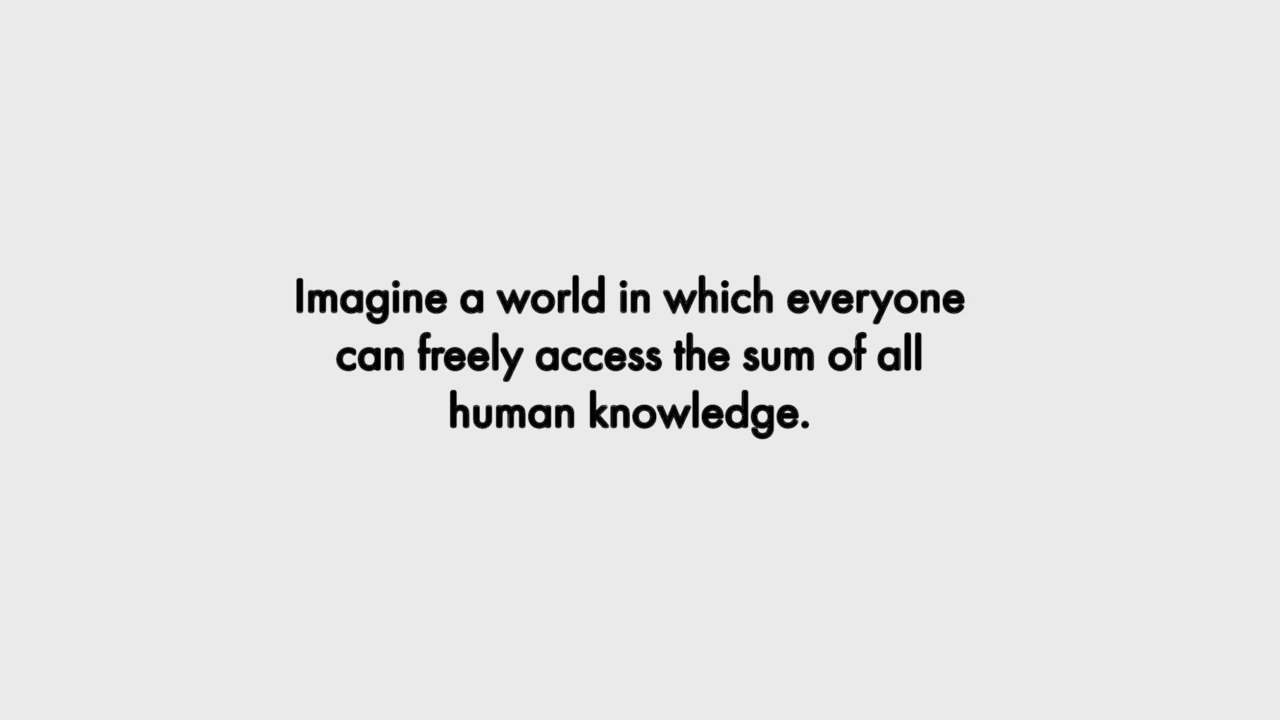 Imagine a world in which everyone
can freely access the sum of all
human knowledge.